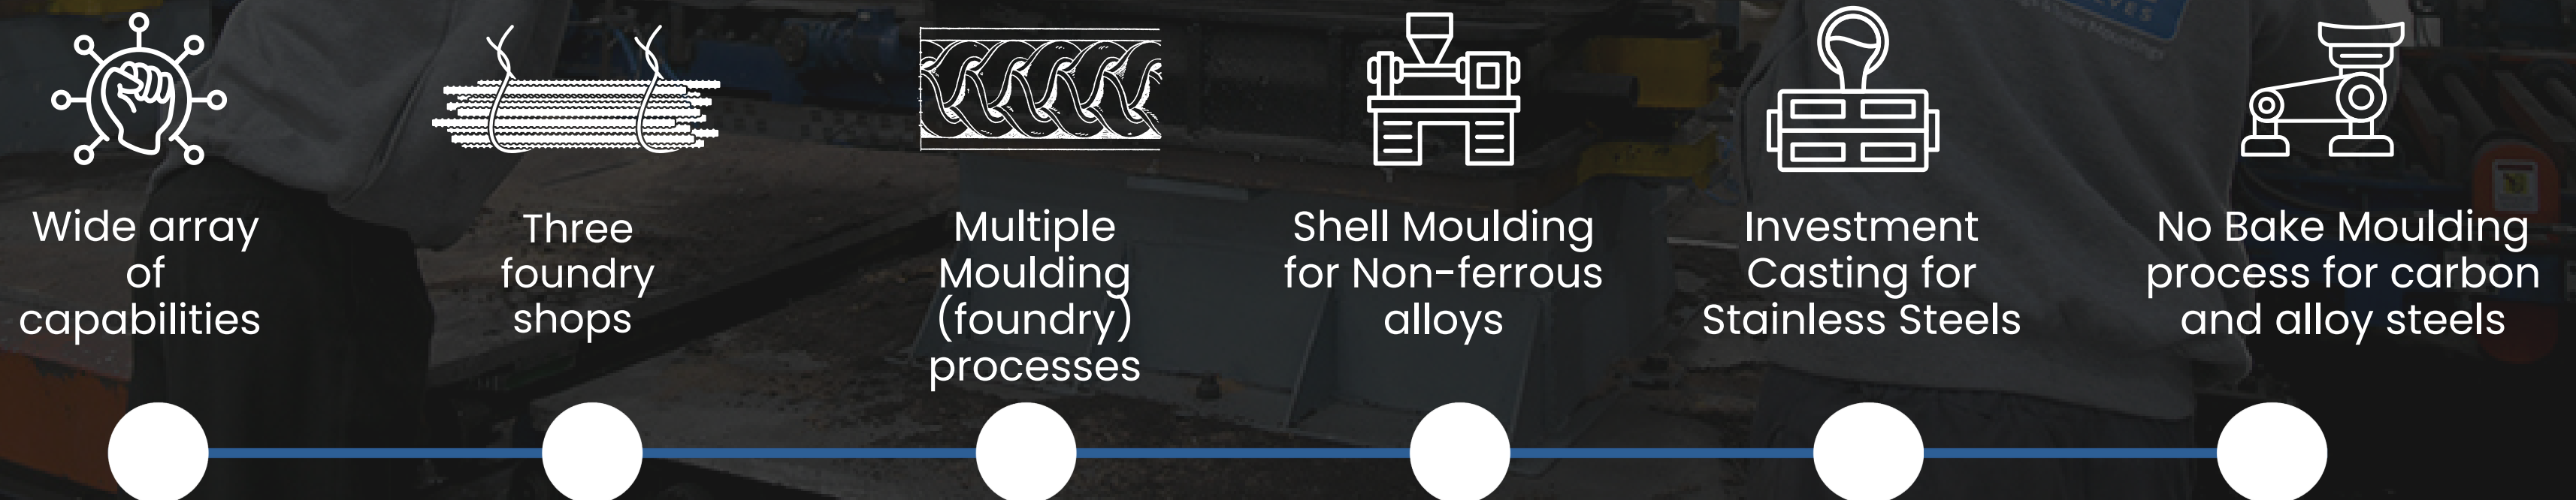 Wide array
of
capabilities
Three
foundry
shops
Multiple
Moulding
(foundry)
processes
Shell Moulding
for Non-ferrous
alloys
Investment
Casting for
Stainless Steels
No Bake Moulding
process for carbon
and alloy steels